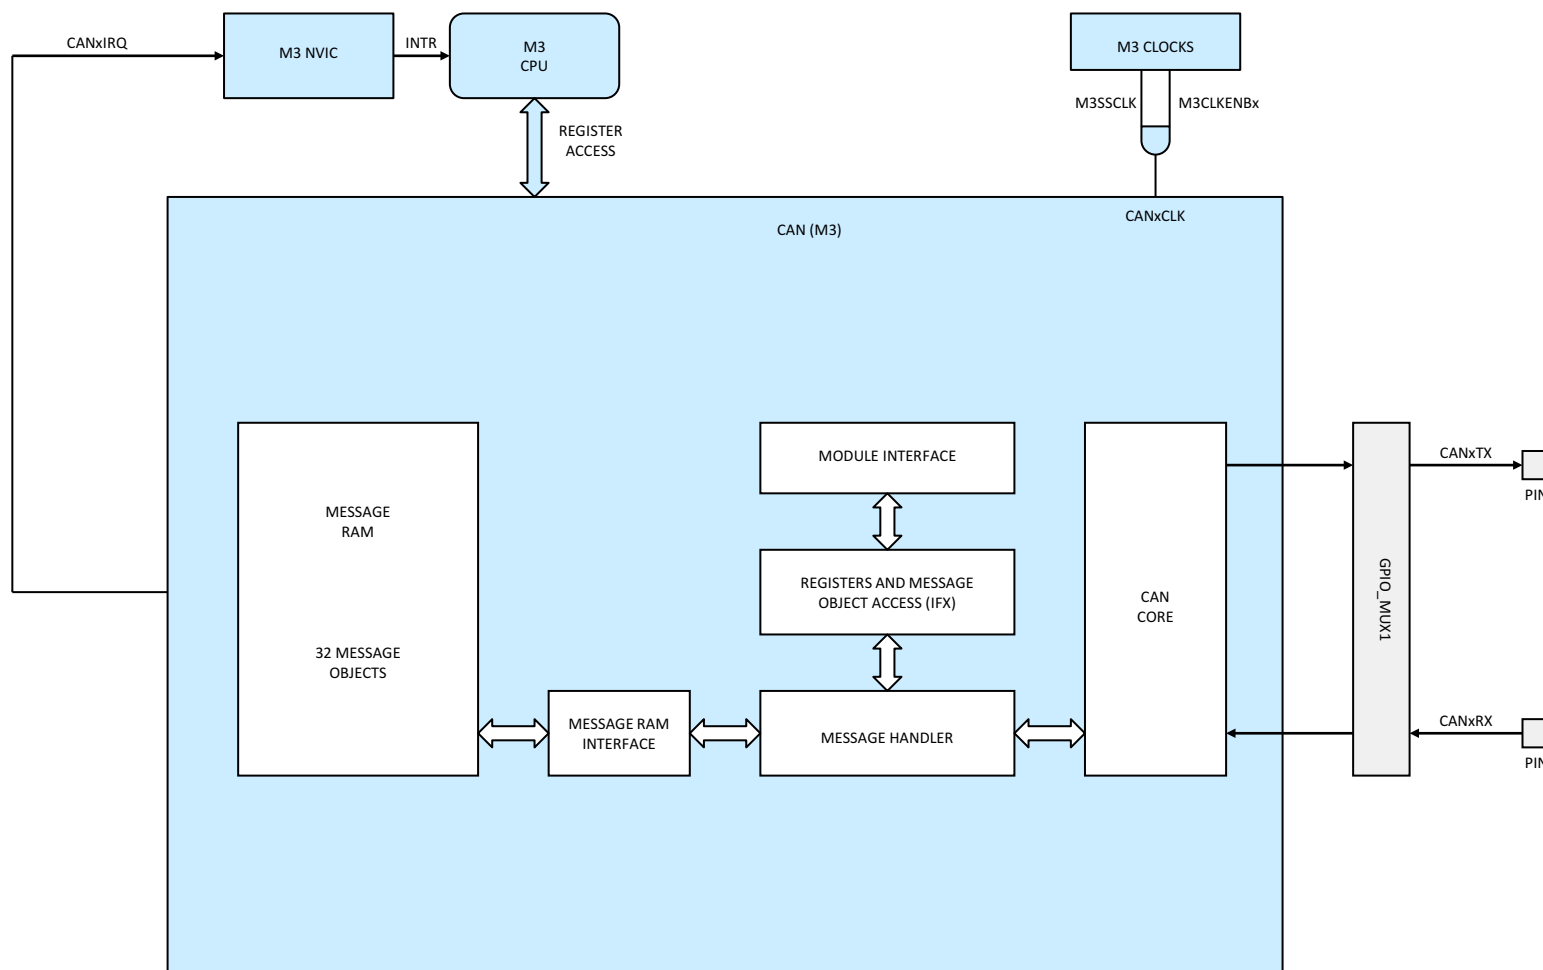 CANxIRQ
M3 NVIC
INTR
M3
CPU
M3 CLOCKS
M3SSCLK
M3CLKENBx
REGISTER
ACCESS
CANxCLK
CAN (M3)
MESSAGE
RAM
32 MESSAGE
OBJECTS
MODULE INTERFACE
REGISTERS AND MESSAGE
OBJECT ACCESS (IFX)
MESSAGE RAM
INTERFACE
MESSAGE HANDLER
CAN
CORE
GPIO_MUX1
CANxTX
PIN
CANxRX
PIN